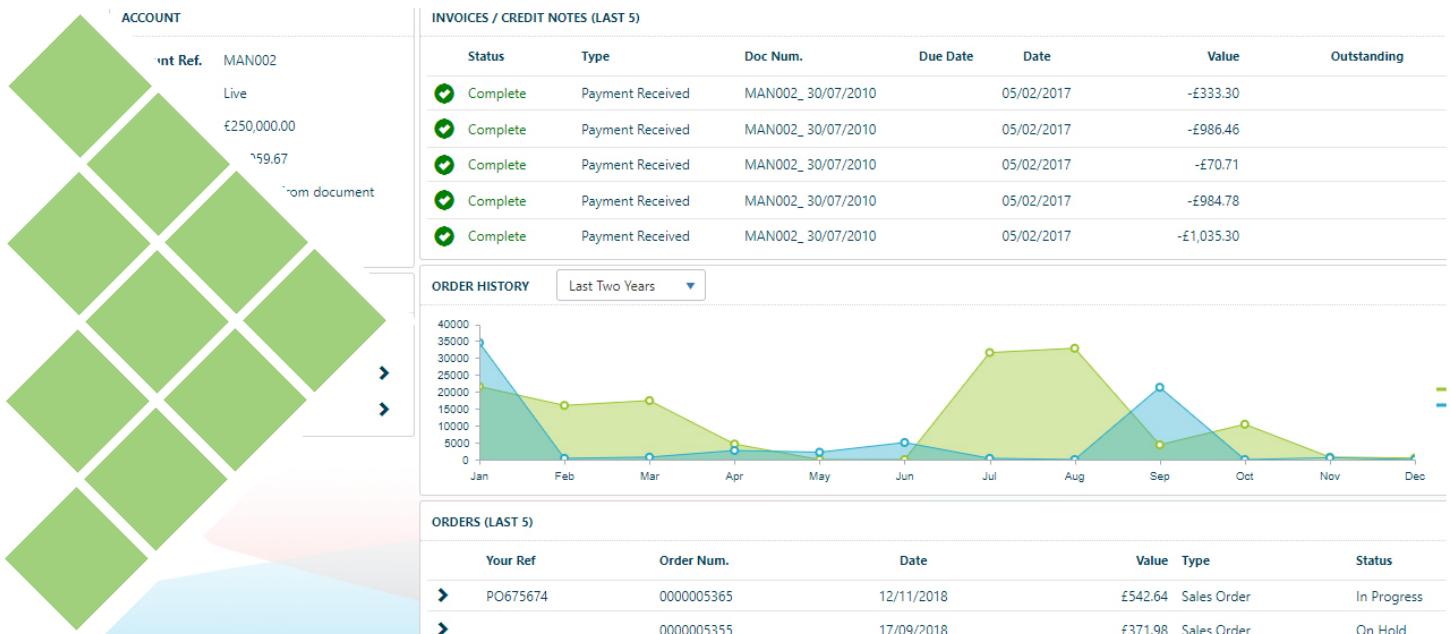 ACCOUNT
Ref. MAN002
Live
£250,000.00
59.67
document
INVOICES / CREDIT NOTES (LAST 5)
Status Type Doc Num. Due Date Date Value Outstanding
Complete Payment Received MAN002_ 30/07/2010 05/02/2017 -£333.30
Complete Payment Received MAN002_ 30/07/2010 05/02/2017 -£986.46
Complete Payment Received MAN002_ 30/07/2010 05/02/2017 -£70.71
Complete Payment Received MAN002_ 30/07/2010 05/02/2017 -£984.78
Complete Payment Received MAN002_ 30/07/2010 05/02/2017 -£1,035.30
ORDER HISTORY Last Two Years
40000
35000
30000
25000
20000
15000
10000
5000
0
Jan Feb Mar Apr May Jun Jul Aug Sep Oct Nov Dec
ORDERS (LAST 5)
Your Ref Order Num. Date Value Type Status
PO675674 0000005365 12/11/2018 £542.64 Sales Order In Progress
0000005355 17/09/2018 £371.98 Sales Order On Hold